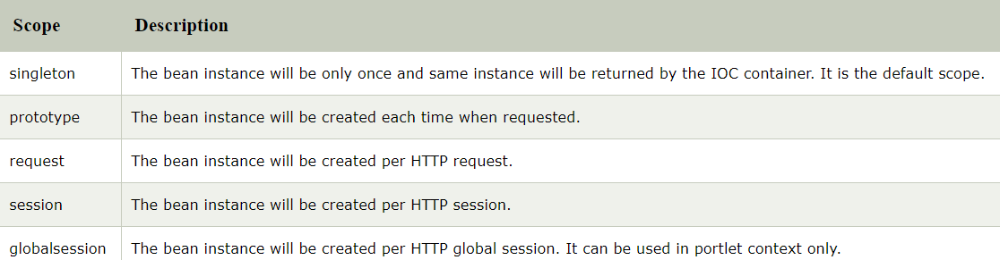 Scope Description
singleton The bean instance will be only once and same instance will be returned by the IOC container. It is the default scope.
prototype The bean instance will be created each time when requested.
request The bean instance will be created per HTTP request.
session The bean instance will be created per HTTP session.
globalsession The bean instance will be created per HTTP global session. It can be used in portlet context only.